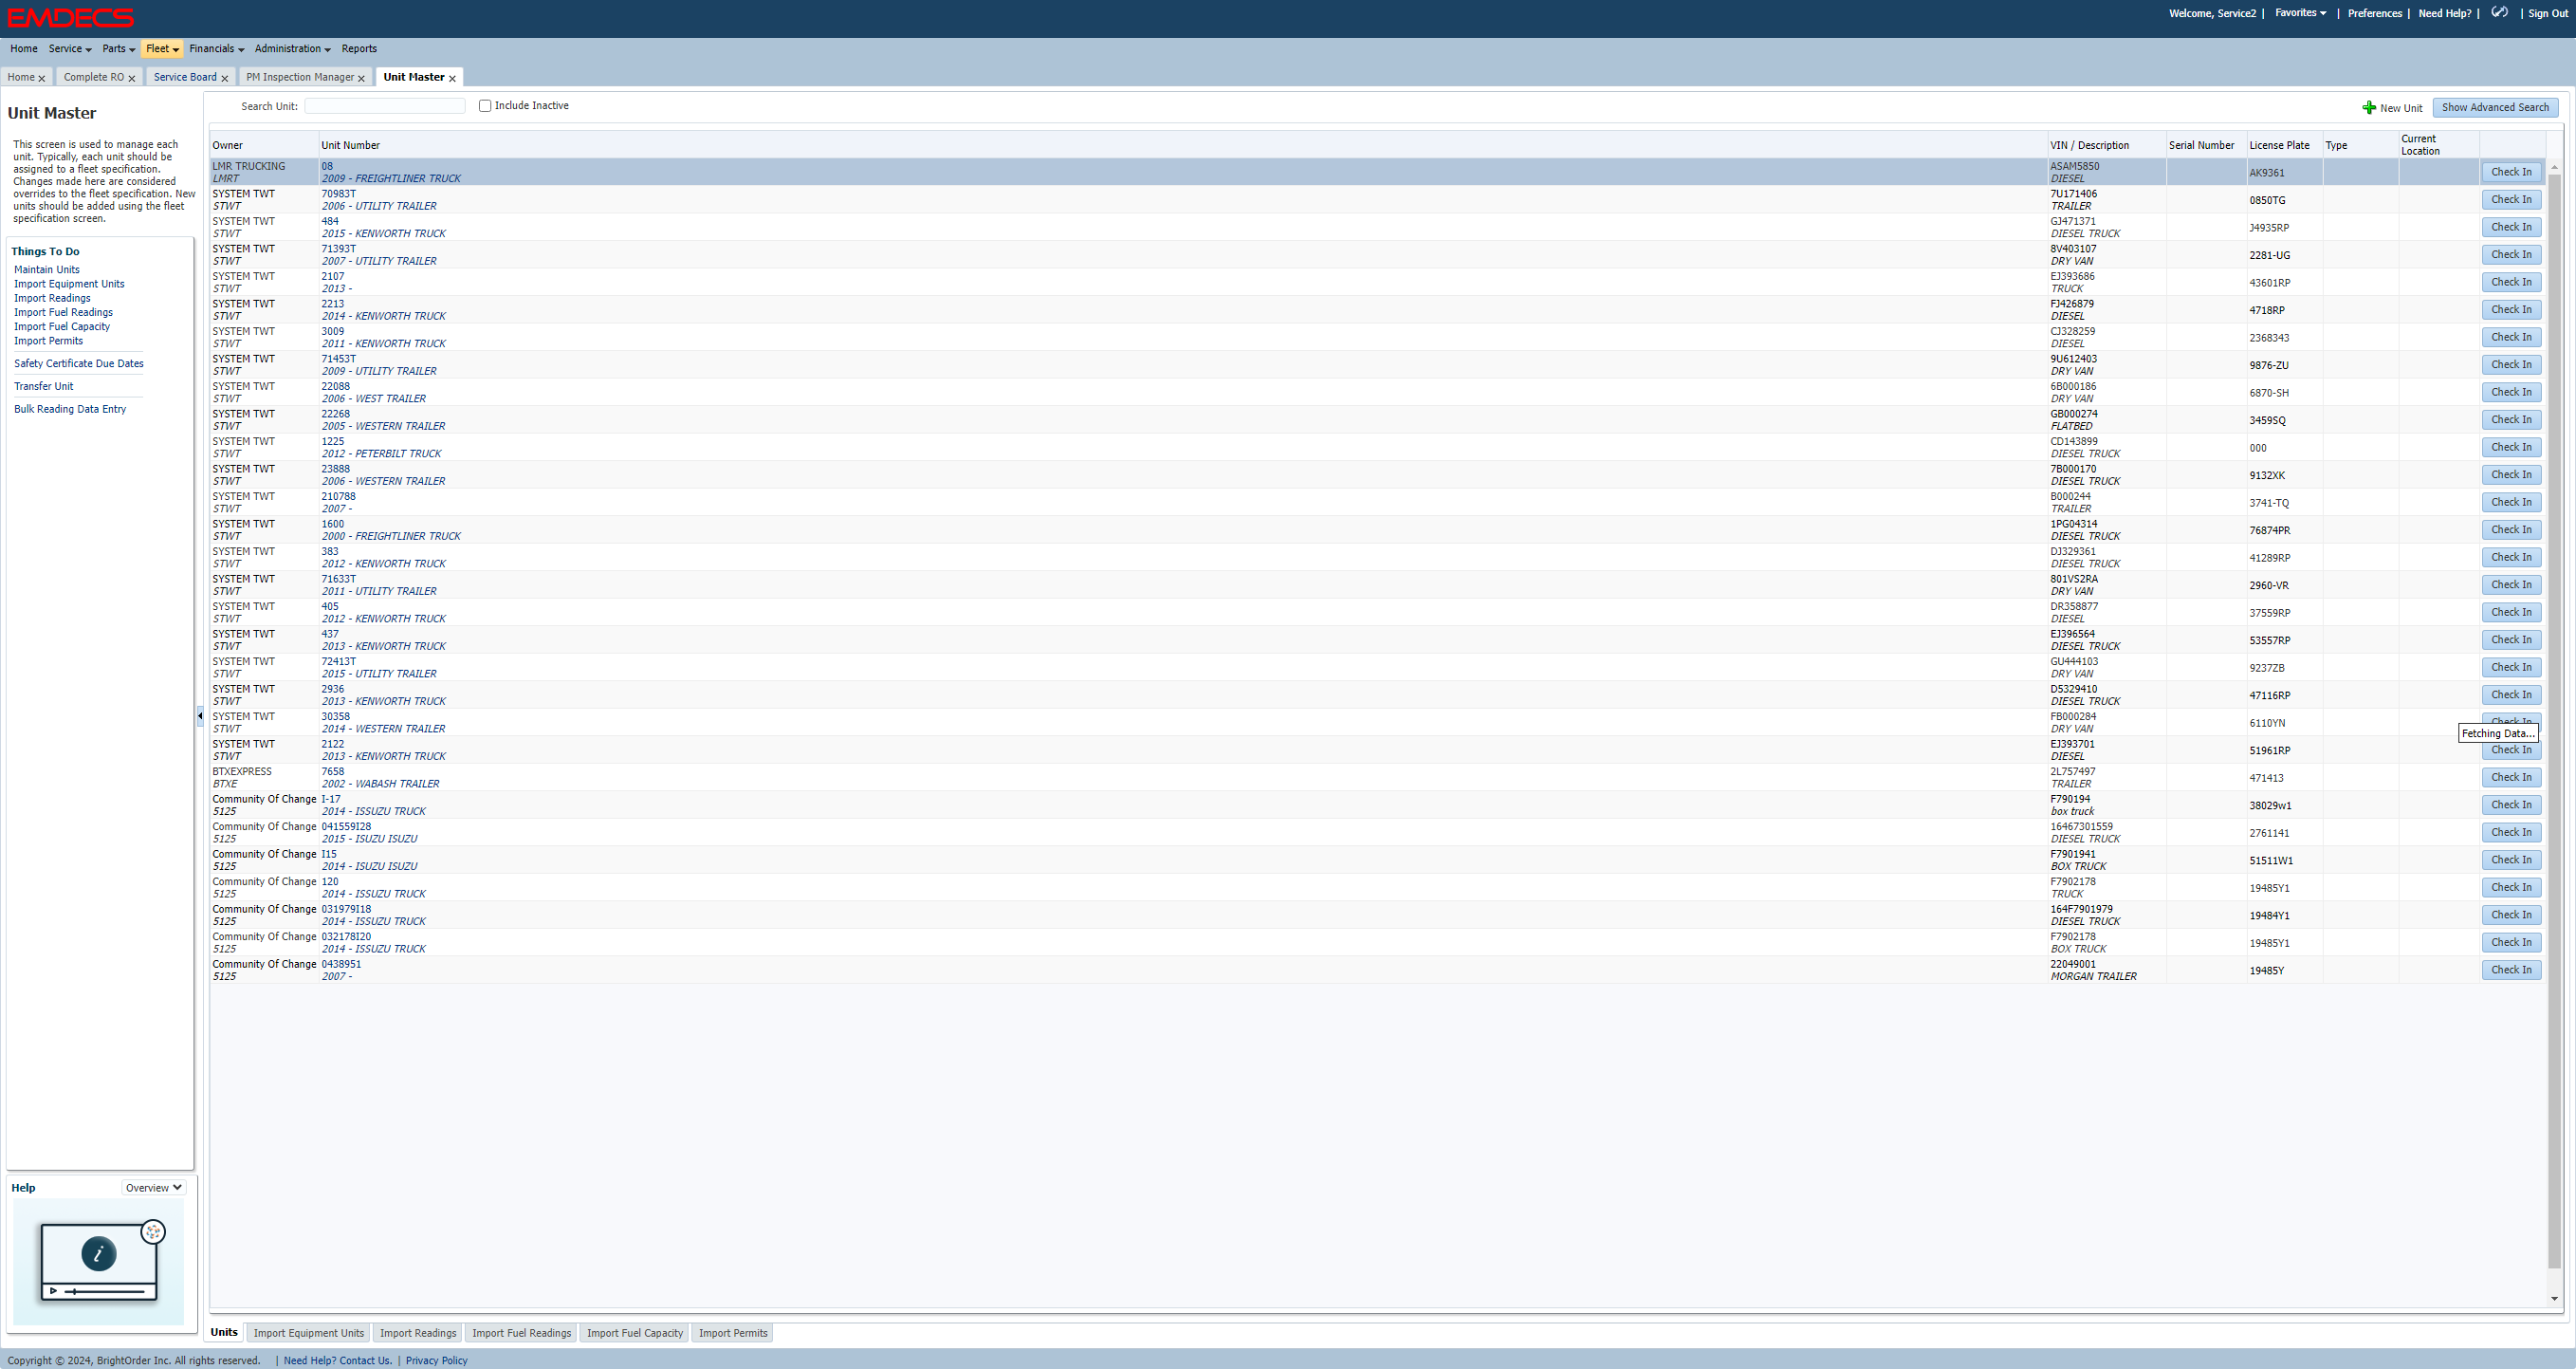 EMDECS
Welcome, Service2 | Favorites | Preferences | Need Help? | | Sign Out
Home Service Parts Fleet Financials Administration Reports
Home x Complete RO x Service Board x PM Inspection Manager x Unit Master x
Unit Master
This screen is used to manage each
unit. Typically, each unit should be
assigned to a fleet specification.
Changes made here are considered
overrides to the fleet specification. New
units should be added using the fleet
specification screen.
Things To Do
Maintain Units
Import Equipment Units
Import Readings
Import Fuel Readings
Import Fuel Capacity
Import Permits
Safety Certificate Due Dates
Transfer Unit
Bulk Reading Data Entry
Help Overview
i
Search Unit: Include Inactive New Unit Show Advanced Search
Owner Unit Number VIN / Description Serial Number License Plate Type Current Location
LMR TRUCKING 08 ASAM5850 AK9361 Check In
LMRT 2009 - FREIGHTLINER TRUCK DIESEL
SYSTEM TWT 70983T 7U171406 0850TG Check In
STWT 2006 - UTILITY TRAILER TRAILER
SYSTEM TWT 484 GJ471371 J4935RP Check In
STWT 2015 - KENWORTH TRUCK DIESEL TRUCK
SYSTEM TWT 71393T 8V403107 2281-UG Check In
STWT 2007 - UTILITY TRAILER DRY VAN
SYSTEM TWT 2107 EJ393686 43601RP Check In
STWT 2013 - TRUCK
SYSTEM TWT 2213 FJ426879 4718RP Check In
STWT 2014 - KENWORTH TRUCK DIESEL
SYSTEM TWT 3009 CJ328259 2368343 Check In
STWT 2011 - KENWORTH TRUCK DIESEL
SYSTEM TWT 71453T 9U612403 9876-ZU Check In
STWT 2009 - UTILITY TRAILER DRY VAN
SYSTEM TWT 22088 6B000186 6870-SH Check In
STWT 2006 - WEST TRAILER DRY VAN
SYSTEM TWT 22268 GB000274 3459SQ Check In
STWT 2005 - WESTERN TRAILER FLATBED
SYSTEM TWT 1225 CD143899 000 Check In
STWT 2012 - PETERBILT TRUCK DIESEL TRUCK
SYSTEM TWT 23888 7B000170 9132XK Check In
STWT 2006 - WESTERN TRAILER DIESEL TRUCK
SYSTEM TWT 210788 B000244 3741-TQ Check In
STWT 2007 - TRAILER
SYSTEM TWT 1600 1PG04314 76874PR Check In
STWT 2000 - FREIGHTLINER TRUCK DIESEL TRUCK
SYSTEM TWT 383 DJ329361 41289RP Check In
STWT 2012 - KENWORTH TRUCK DIESEL TRUCK
SYSTEM TWT 71633T 801VS2RA 2960-VR Check In
STWT 2011 - UTILITY TRAILER DRY VAN
SYSTEM TWT 405 DR358877 37559RP Check In
STWT 2012 - KENWORTH TRUCK DIESEL
SYSTEM TWT 437 EJ396564 53557RP Check In
STWT 2013 - KENWORTH TRUCK DIESEL TRUCK
SYSTEM TWT 72413T GU444103 9237ZB Check In
STWT 2015 - UTILITY TRAILER DRY VAN
SYSTEM TWT 2936 D5329410 47116RP Check In
STWT 2013 - KENWORTH TRUCK DIESEL TRUCK
SYSTEM TWT 30358 FB000284 6110YN Check In
STWT 2014 - WESTERN TRAILER DRY VAN
Fetching Data...
SYSTEM TWT 2122 EJ393701 51961RP Check In
STWT 2013 - KENWORTH TRUCK DIESEL
BTXEXPRESS 7658 2L757497 471413 Check In
BTXE 2002 - WABASH TRAILER TRAILER
Community Of Change I-17 F790194 38029w1 Check In
5125 2014 - ISSUZU TRUCK box truck
Community Of Change 041559I28 16467301559 2761141 Check In
5125 2015 - ISUZU ISUZU DIESEL TRUCK
Community Of Change I15 F7901941 51511W1 Check In
5125 2014 - ISUZU ISUZU BOX TRUCK
Community Of Change 120 F7902178 19485Y1 Check In
5125 2014 - ISSUZU TRUCK TRUCK
Community Of Change 031979I18 164F7901979 19484Y1 Check In
5125 2014 - ISSUZU TRUCK DIESEL TRUCK
Community Of Change 032178I20 F7902178 19485Y1 Check In
5125 2014 - ISSUZU TRUCK BOX TRUCK
Community Of Change 0438951 22049001 19485Y Check In
5125 2007 - MORGAN TRAILER
Units Import Equipment Units Import Readings Import Fuel Readings Import Fuel Capacity Import Permits
Copyright © 2024, BrightOrder Inc. All rights reserved. | Need Help? Contact Us. | Privacy Policy